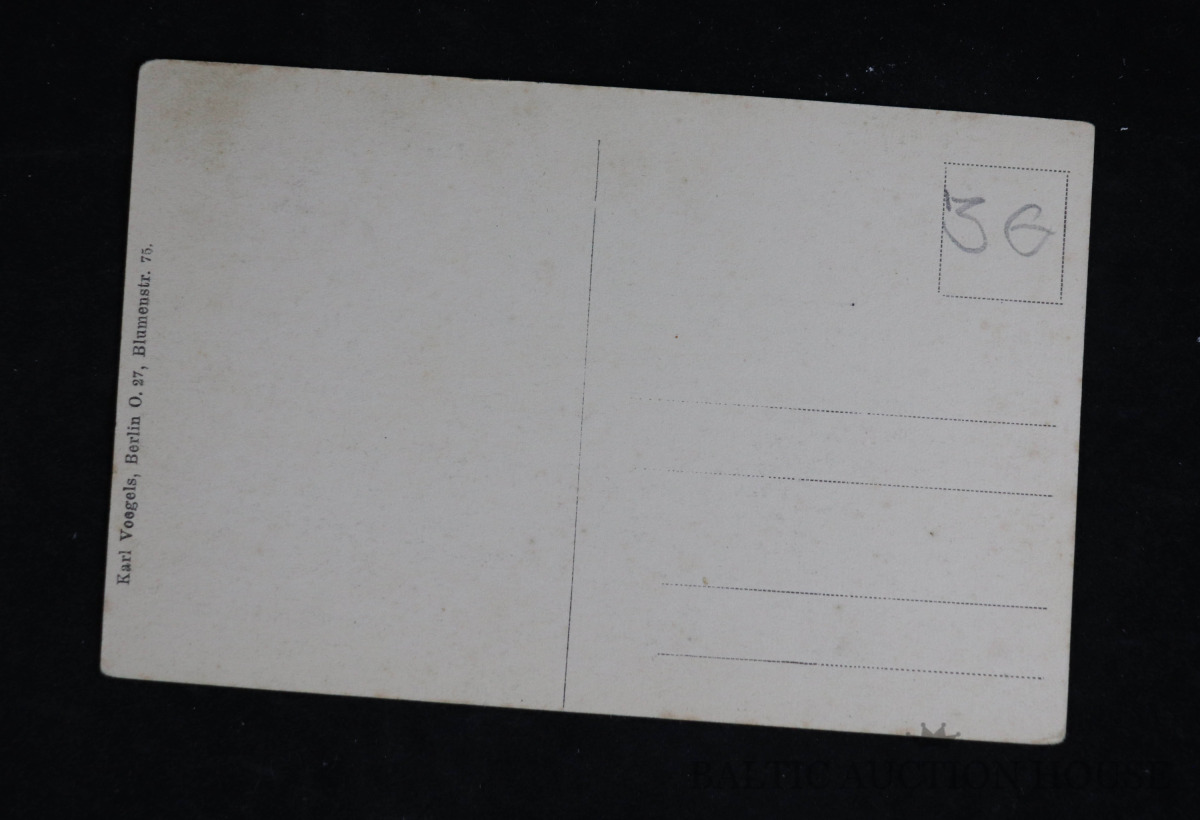 Karl Voegels, Berlin O. 27, Blumenstr. 75.
36
BALTIC AUCTION HOUSE